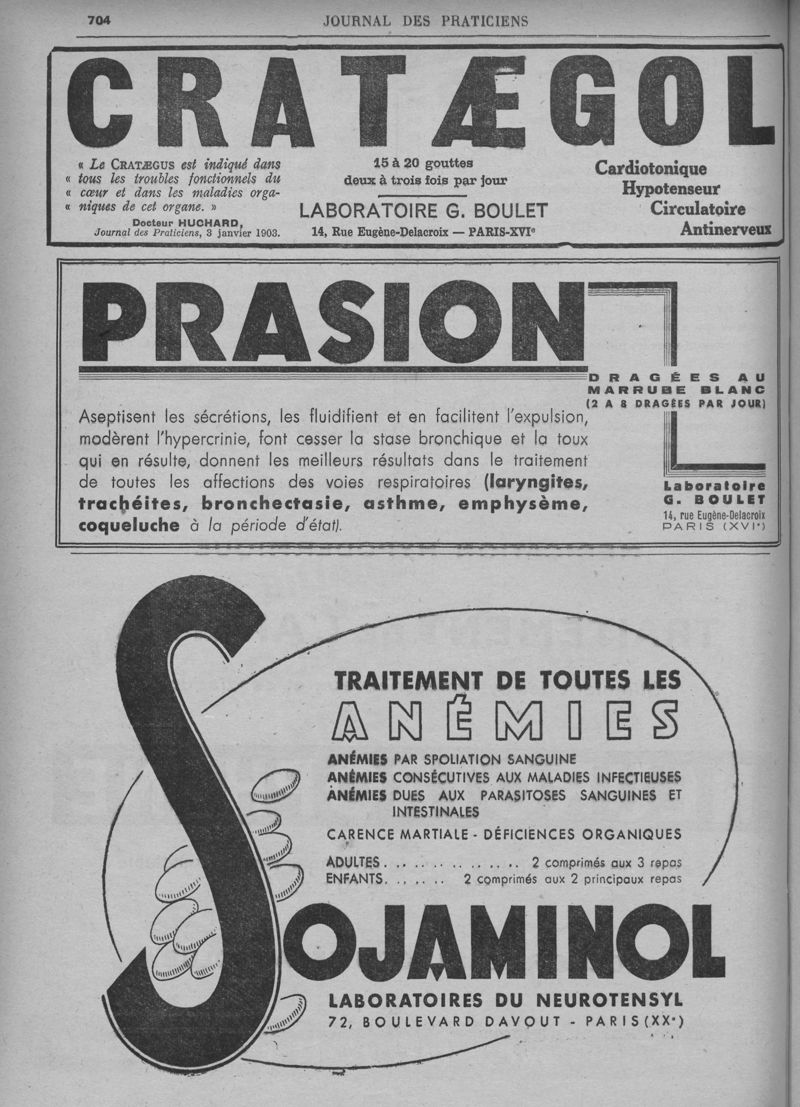 704
JOURNAL DES PRATICIENS
CRATÆGOL
« Le CRATÆGUS est indiqué dans
« tous les troubles fonctionnels du
« cœur et dans les maladies orga-
« niques de cet organe. »
Docteur HUCHARD,
Journal des Praticiens, 3 janvier 1903.
15 à 20 gouttes
deux à trois fois par jour
LABORATOIRE G. BOULET
14, Rue Eugène-Delacroix — PARIS-XVIe
Cardiotonique
Hypotenseur
Circulatoire
Antinerveux
PRASION
DRAGÉES AU
MARRUBE BLANC
(2 A 8 DRAGÉES PAR JOUR)
Aseptisent les sécrétions, les fluidifient et en facilitent l'expulsion,
modèrent l'hypercrinie, font cesser la stase bronchique et la toux
qui en résulte, donnent les meilleurs résultats dans le traitement
de toutes les affections des voies respiratoires (laryngites,
trachéites, bronchectasie, asthme, emphysème,
coqueluche à la période d'état).
Laboratoire
G. BOULET
14, rue Eugène-Delacroix
PARIS (XVIe)
TRAITEMENT DE TOUTES LES
ANÉMIES
ANÉMIES PAR SPOLIATION SANGUINE
ANÉMIES CONSÉCUTIVES AUX MALADIES INFECTIEUSES
ANÉMIES DUES AUX PARASITOSES SANGUINES ET
INTESTINALES
CARENCE MARTIALE - DÉFICIENCES ORGANIQUES
ADULTES . . . . . . . . . . . . . . 2 comprimés aux 3 repas
ENFANTS. . . . . . . 2 comprimés aux 2 principaux repas
SOJAMINOL
LABORATOIRES DU NEUROTENSYL
72, BOULEVARD DAVOUT - PARIS (XXe)